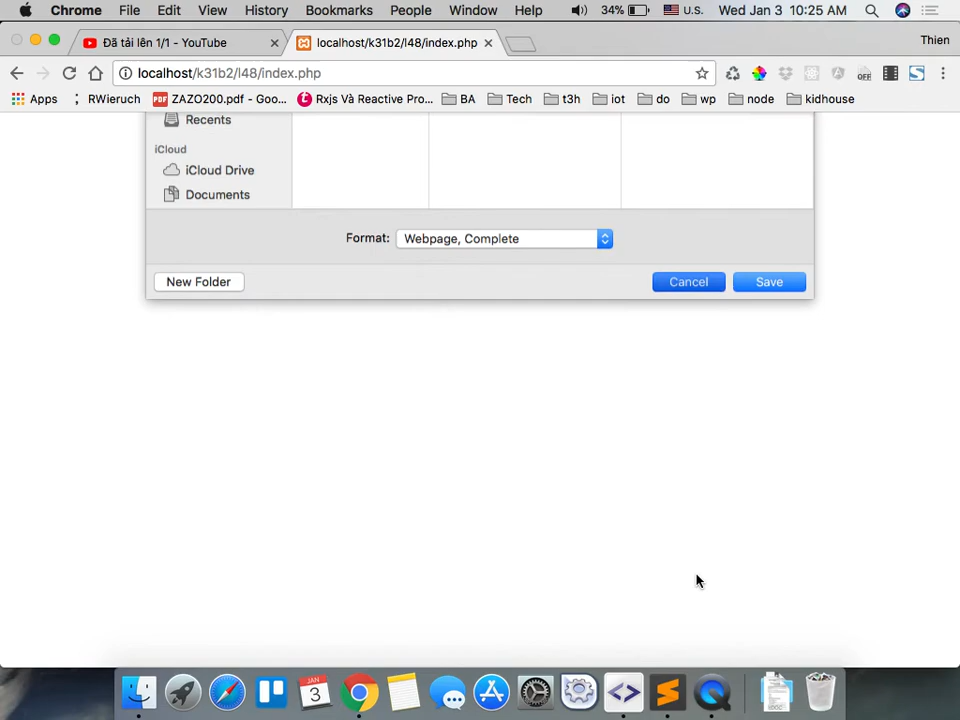 Chrome File Edit View History Bookmarks People Window Help 34% U.S. Wed Jan 3 10:25 AM
Đã tải lên 1/1 - YouTube localhost/k31b2/l48/index.php Thien
localhost/k31b2/l48/index.php OFF S
Apps RWieruch PDF ZAZO200.pdf - Goo... t Rxjs Và Reactive Pro... BA Tech t3h iot do wp node kidhouse
Recents
iCloud
iCloud Drive
Documents
Format: Webpage, Complete
New Folder Cancel Save
JAN
3